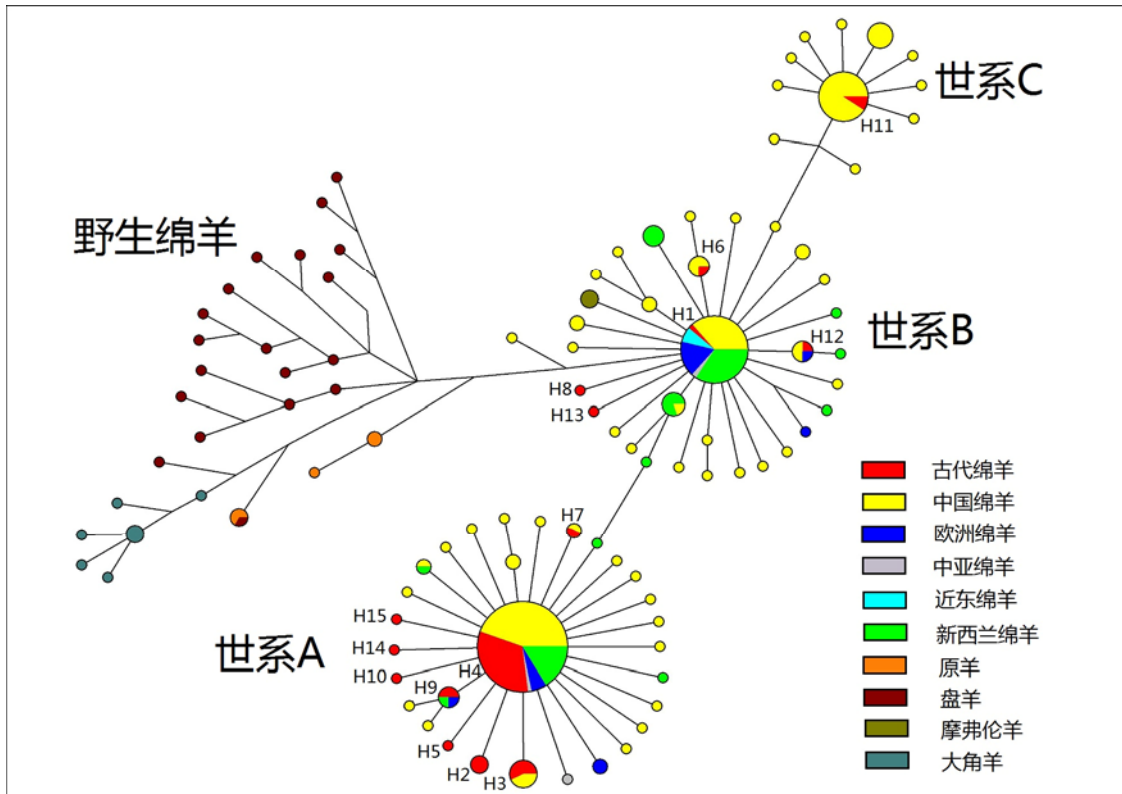 世系C
H11
野生绵羊
H6
H1
H12
世系B
H8
H13
古代绵羊
中国绵羊
欧洲绵羊
中亚绵羊
近东绵羊
新西兰绵羊
原羊
盘羊
摩弗伦羊
大角羊
H7
H15
H14
世系A
H4
H10
H9
H5
H2
H3